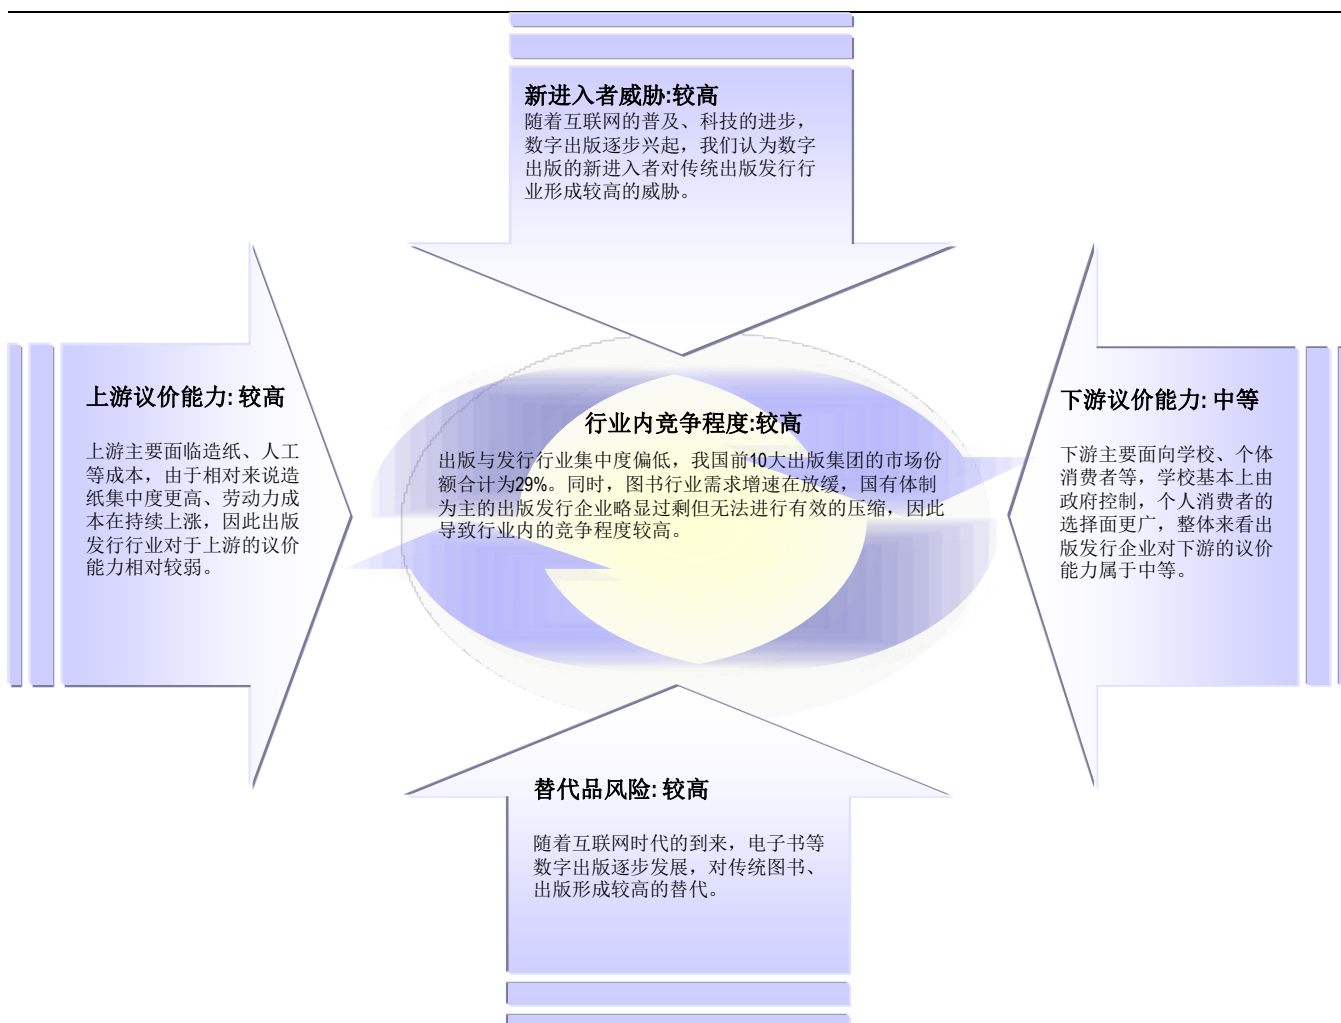 新进入者威胁:较高
随着互联网的普及、科技的进步，
数字出版逐步兴起，我们认为数字
出版的新进入者对传统出版发行行
业形成较高的威胁。
上游议价能力: 较高
上游主要面临造纸、人工
等成本，由于相对来说造
纸集中度更高、劳动力成
本在持续上涨，因此出版
发行行业对于上游的议价
能力相对较弱。
行业内竞争程度:较高
出版与发行行业集中度偏低，我国前10大出版集团的市场份
额合计为29%。同时，图书行业需求增速在放缓，国有体制
为主的出版发行企业略显过剩但无法进行有效的压缩，因此
导致行业内的竞争程度较高。
下游议价能力: 中等
下游主要面向学校、个体
消费者等，学校基本上由
政府控制，个人消费者的
选择面更广，整体来看出
版发行企业对下游的议价
能力属于中等。
替代品风险: 较高
随着互联网时代的到来，电子书等
数字出版逐步发展，对传统图书、
出版形成较高的替代。